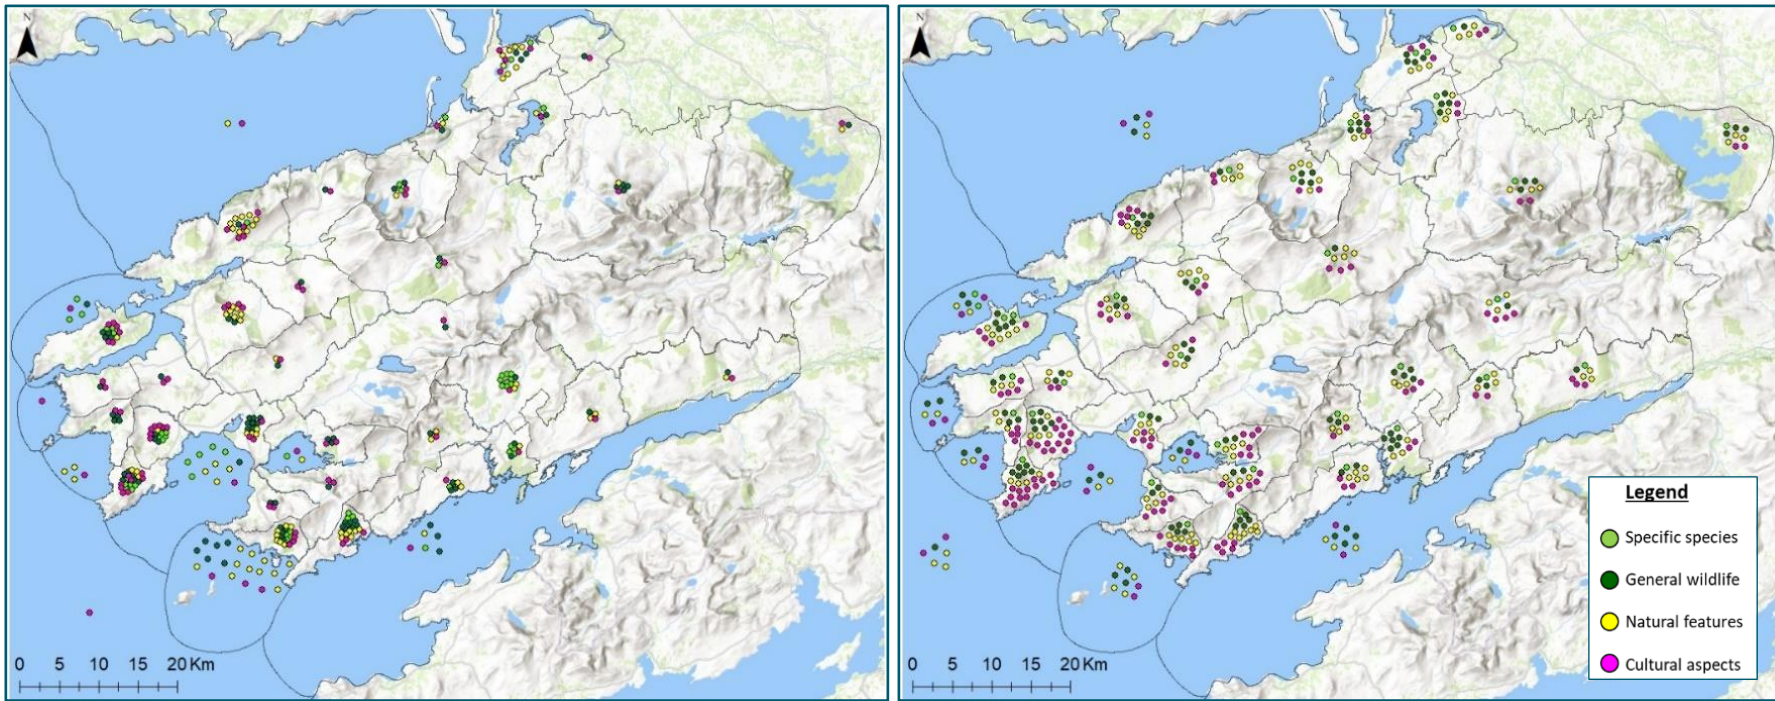 N
0 5 10 15 20 Km
N
0 5 10 15 20 Km
Legend
Specific species
General wildlife
Natural features
Cultural aspects